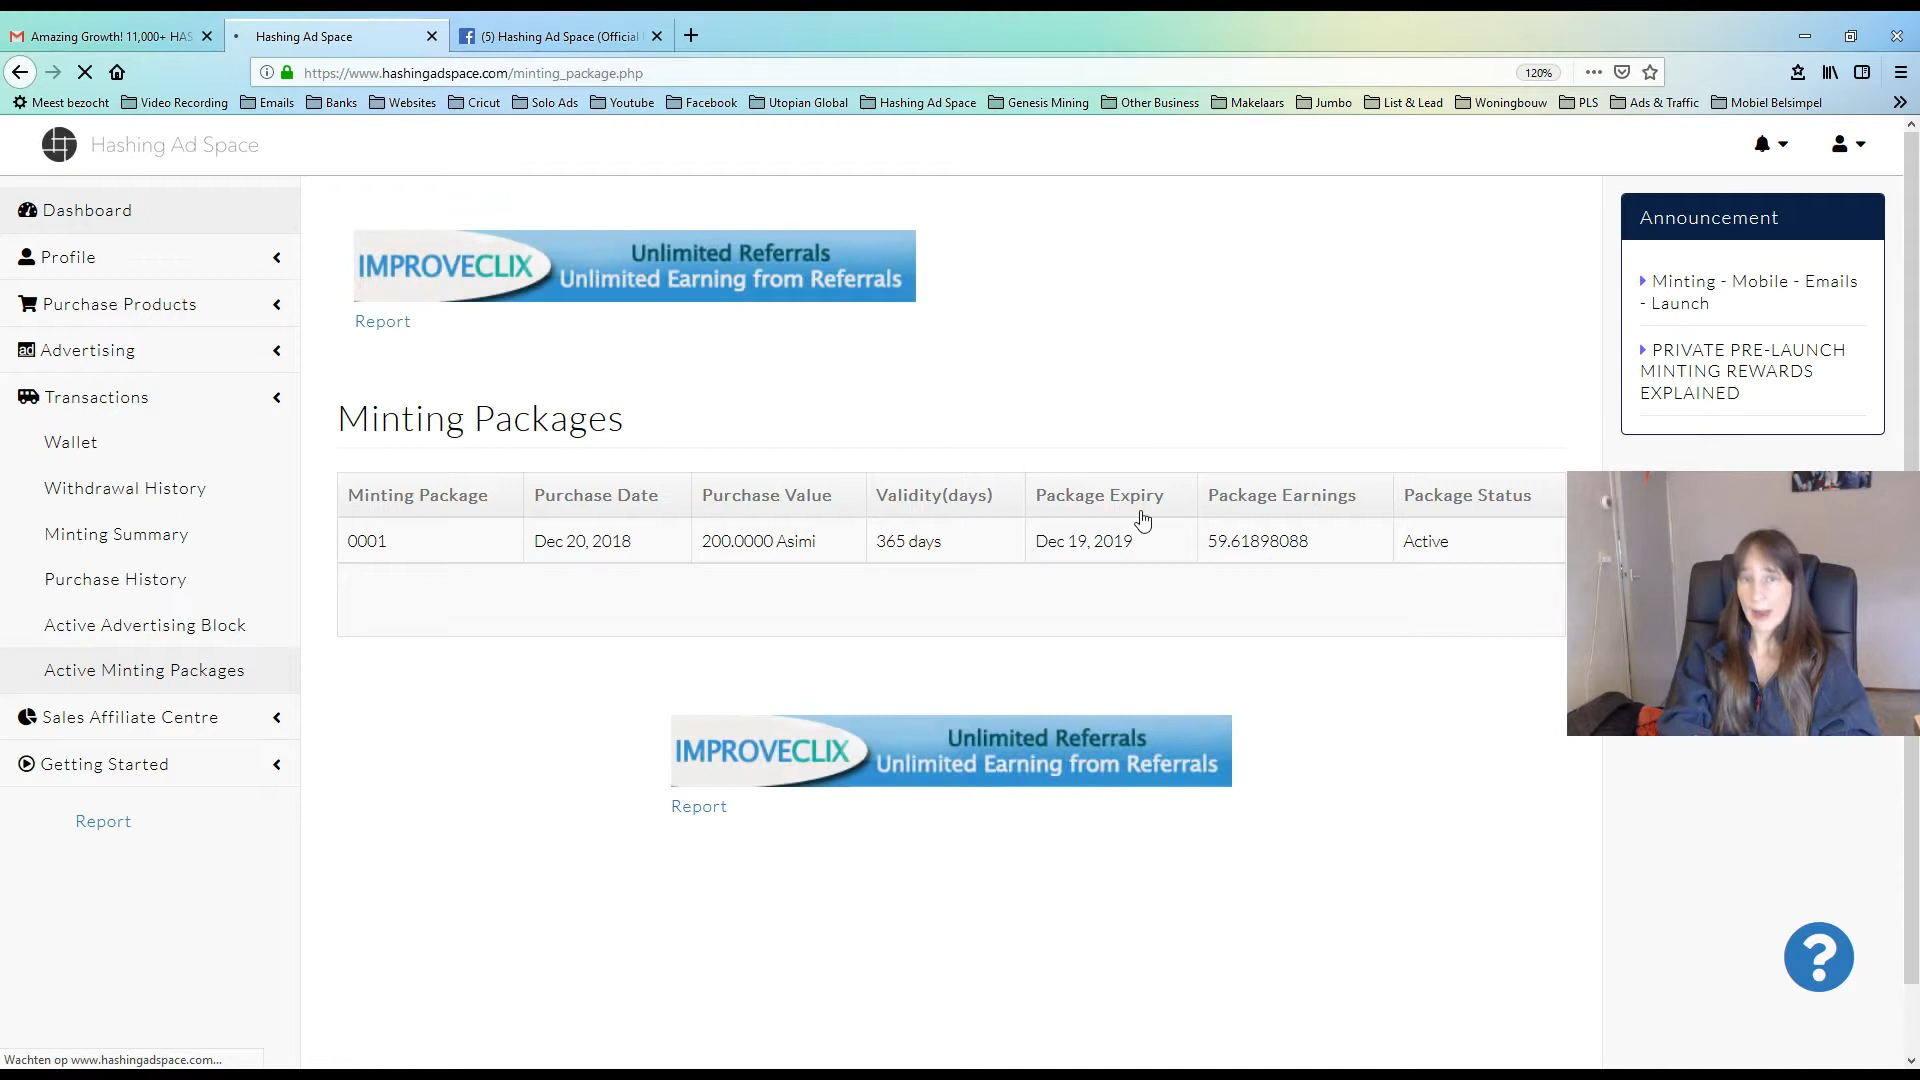 Amazing Growth! 11,000+ HAS
Hashing Ad Space
(5) Hashing Ad Space (Official
https://www.hashingadspace.com/minting_package.php
120%
Meest bezocht
Video Recording
Emails
Banks
Websites
Cricut
Solo Ads
Youtube
Facebook
Utopian Global
Hashing Ad Space
Genesis Mining
Other Business
Makelaars
Jumbo
List & Lead
Woningbouw
PLS
Ads & Traffic
Mobiel Belsimpel
Hashing Ad Space
Dashboard
Profile
Purchase Products
ad Advertising
Transactions
Wallet
Withdrawal History
Minting Summary
Purchase History
Active Advertising Block
Active Minting Packages
Sales Affiliate Centre
Getting Started
Report
IMPROVECLIX
Unlimited Referrals
Unlimited Earning from Referrals
Report
Minting Packages
Minting Package Purchase Date Purchase Value Validity(days) Package Expiry Package Earnings Package Status
0001 Dec 20, 2018 200.0000 Asimi 365 days Dec 19, 2019 59.61898088 Active
IMPROVECLIX
Unlimited Referrals
Unlimited Earning from Referrals
Report
Announcement
Minting - Mobile - Emails
- Launch
PRIVATE PRE-LAUNCH
MINTING REWARDS
EXPLAINED
?
Wachten op www.hashingadspace.com...